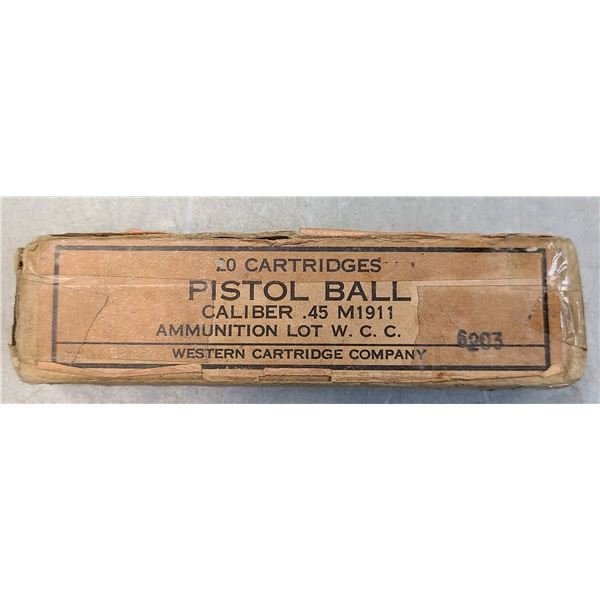 20 CARTRIDGES
PISTOL BALL
CALIBER .45 M1911
AMMUNITION LOT W. C. C. 6203
WESTERN CARTRIDGE COMPANY